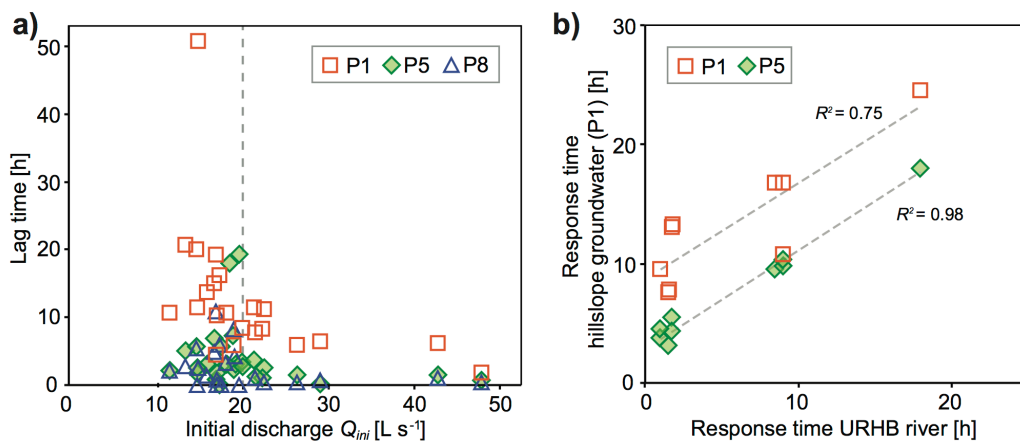 a)
50
40
30
20
10
0
Lag time [h]
P1 P5 P8
0 10 20 30 40 50
Initial discharge Qini [L s-1]
b)
30
20
10
0
Response time
hillslope groundwater (P1) [h]
P1 P5
R² = 0.75
R² = 0.98
0 10 20
Response time URHB river [h]